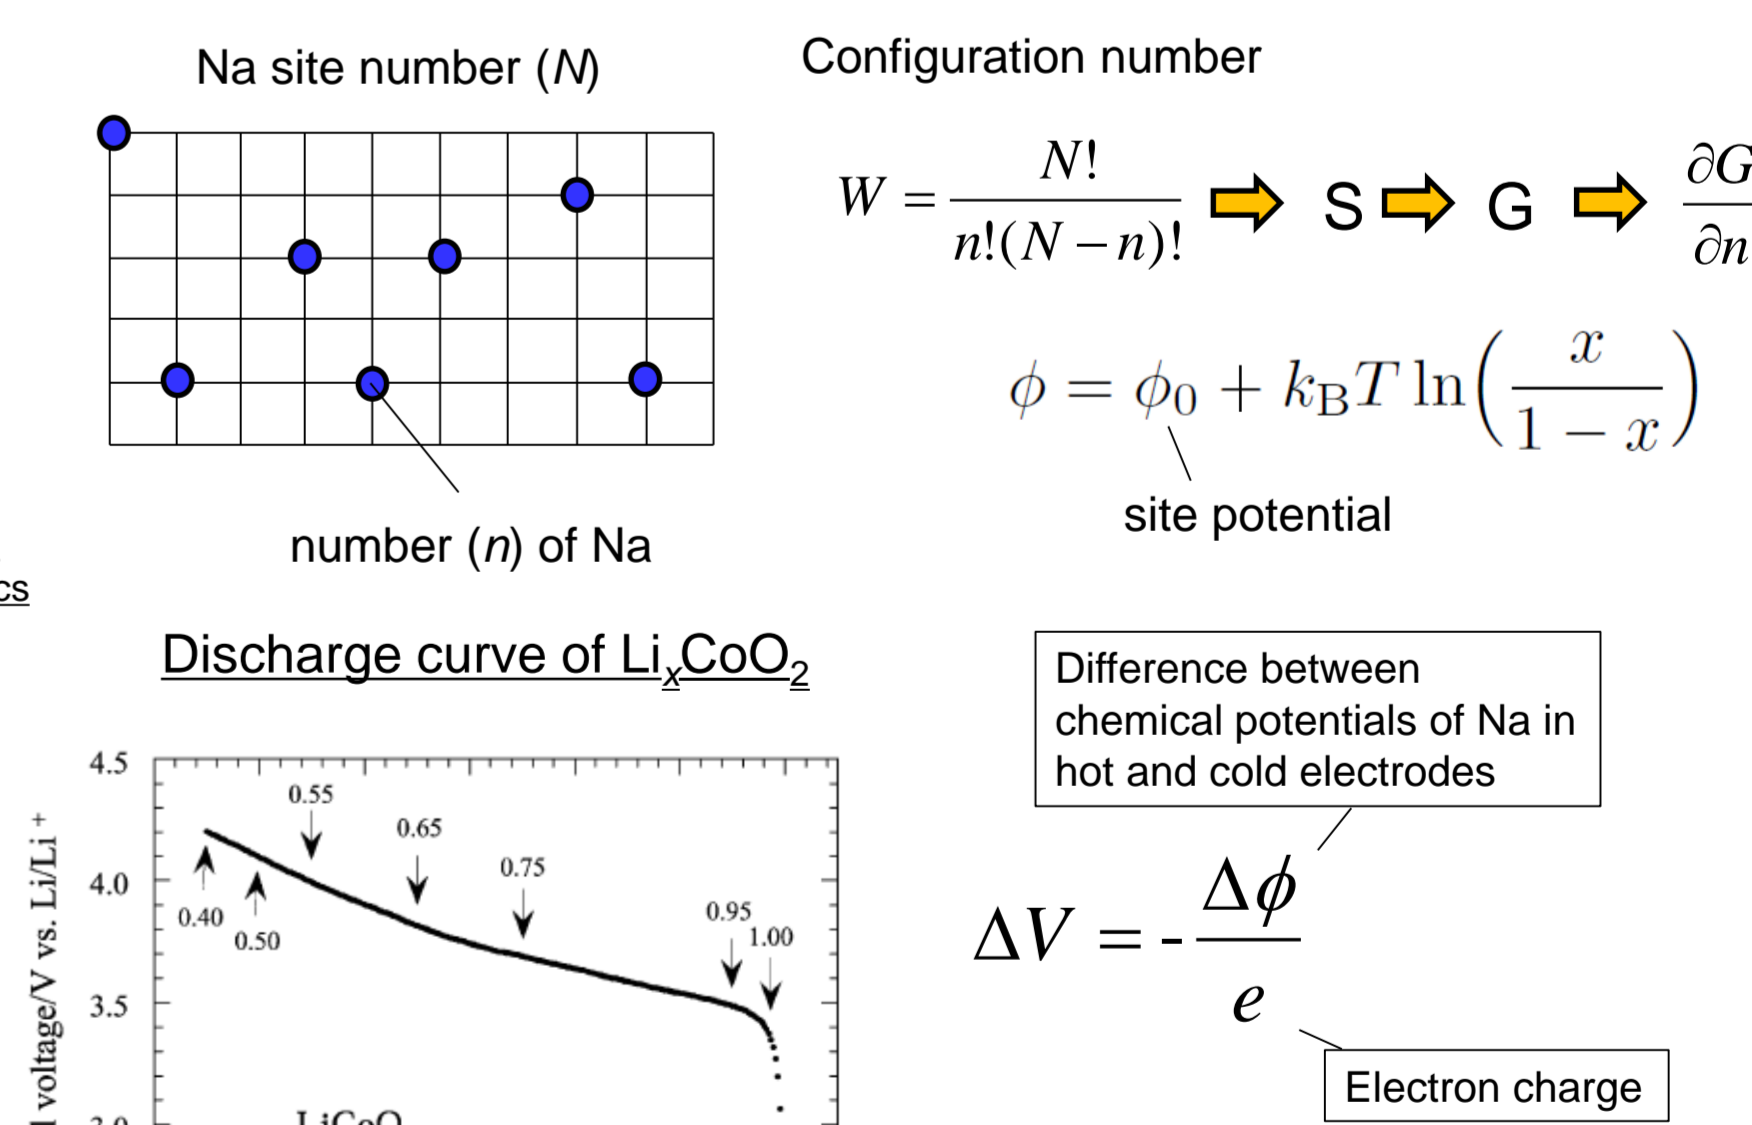 Na site number (N)
Configuration number
W = N! / n!(N − n)! ⇨ S ⇨ G ⇨ ∂G / ∂n
ϕ = ϕ₀ + k_B T ln( x / 1 − x )
site potential
number (n) of Na
cs
Discharge curve of LiₓCoO₂
Difference between
chemical potentials of Na in
hot and cold electrodes
ΔV = - Δϕ / e
Electron charge
4.5
4.0
3.5
voltage/V vs. Li/Li⁺
0.55
0.65
0.75
0.95
1.00
0.40
0.50
LiCoO